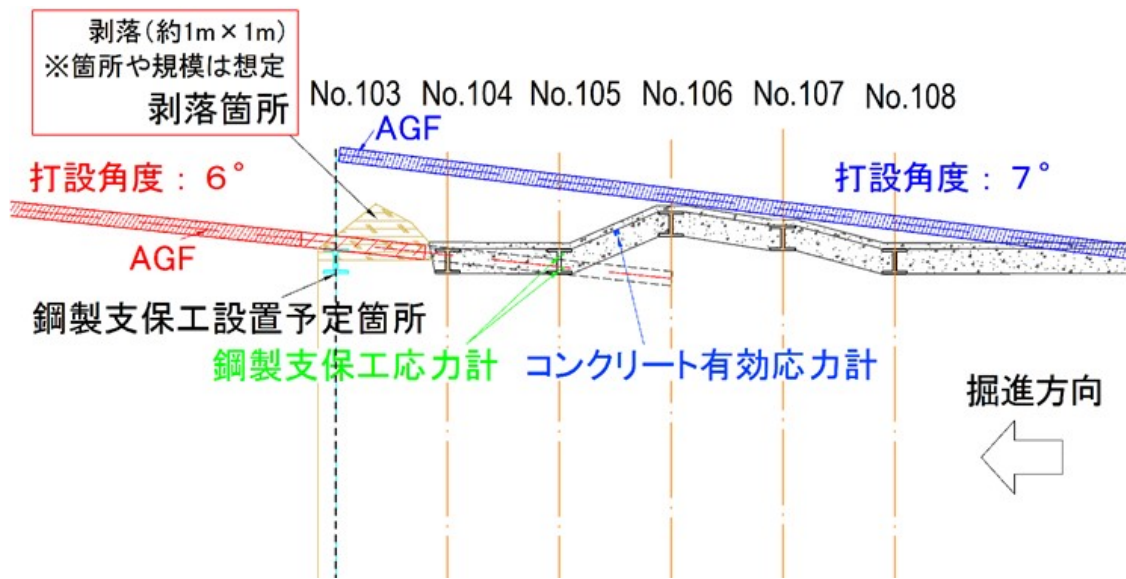 剥落(約1m×1m)
※箇所や規模は想定
剥落箇所
No.103
No.104
No.105
No.106
No.107
No.108
AGF
打設角度：6°
打設角度：7°
AGF
鋼製支保工設置予定箇所
鋼製支保工応力計
コンクリート有効応力計
掘進方向